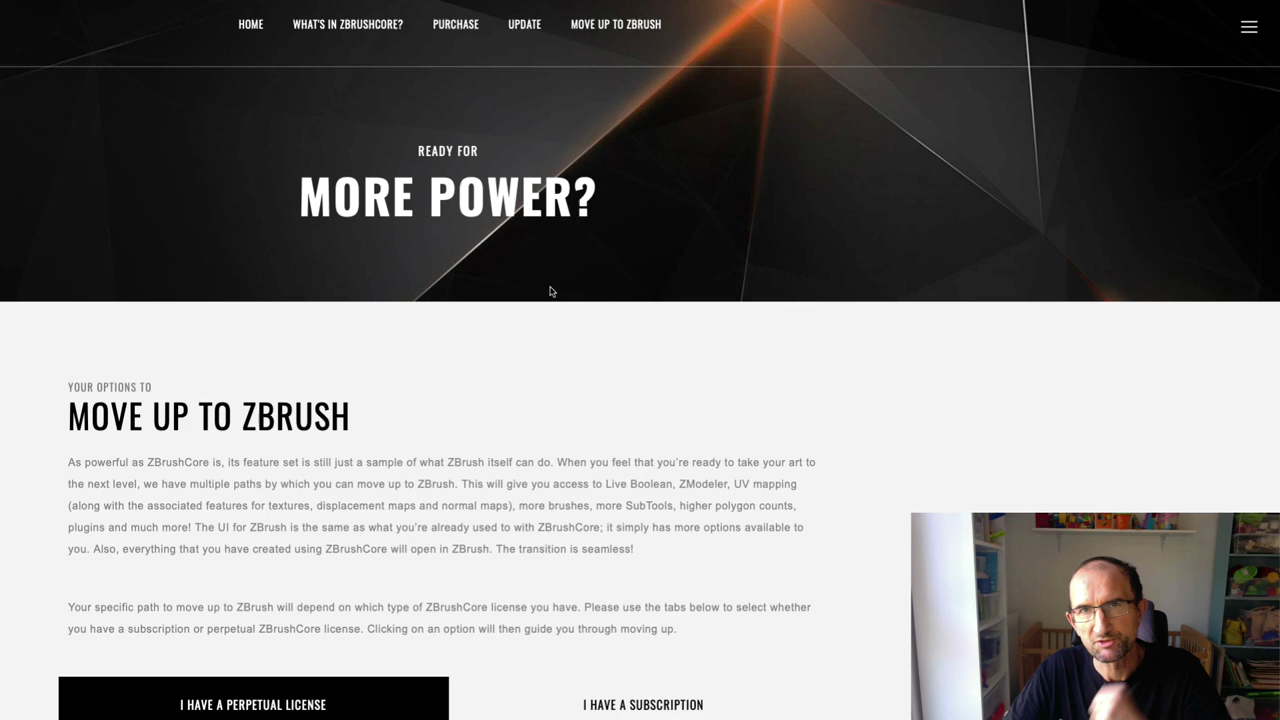 HOME
WHAT'S IN ZBRUSHCORE?
PURCHASE
UPDATE
MOVE UP TO ZBRUSH
READY FOR
MORE POWER?
YOUR OPTIONS TO
MOVE UP TO ZBRUSH
As powerful as ZBrushCore is, its feature set is still just a sample of what ZBrush itself can do. When you feel that you're ready to take your art to
the next level, we have multiple paths by which you can move up to ZBrush. This will give you access to Live Boolean, ZModeler, UV mapping
(along with the associated features for textures, displacement maps and normal maps), more brushes, more SubTools, higher polygon counts,
plugins and much more! The UI for ZBrush is the same as what you're already used to with ZBrushCore; it simply has more options available to
you. Also, everything that you have created using ZBrushCore will open in ZBrush. The transition is seamless!
Your specific path to move up to ZBrush will depend on which type of ZBrushCore license you have. Please use the tabs below to select whether
you have a subscription or perpetual ZBrushCore license. Clicking on an option will then guide you through moving up.
I HAVE A PERPETUAL LICENSE
I HAVE A SUBSCRIPTION